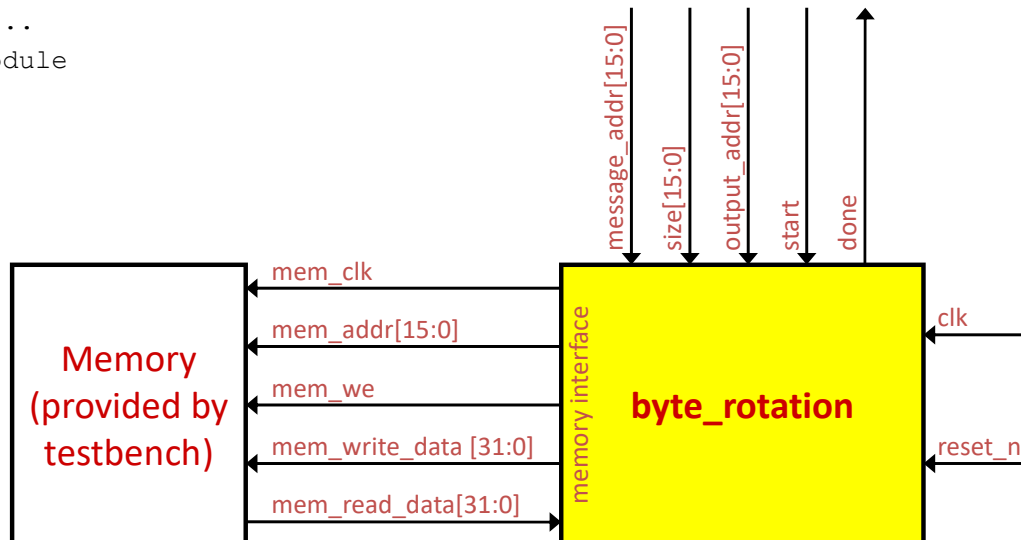 ..
odule
message_addr[15:0]
size[15:0]
output_addr[15:0]
start
done
mem_clk
mem_addr[15:0]
mem_we
mem_write_data [31:0]
mem_read_data[31:0]
Memory
(provided by
testbench)
memory interface
byte_rotation
clk
reset_n